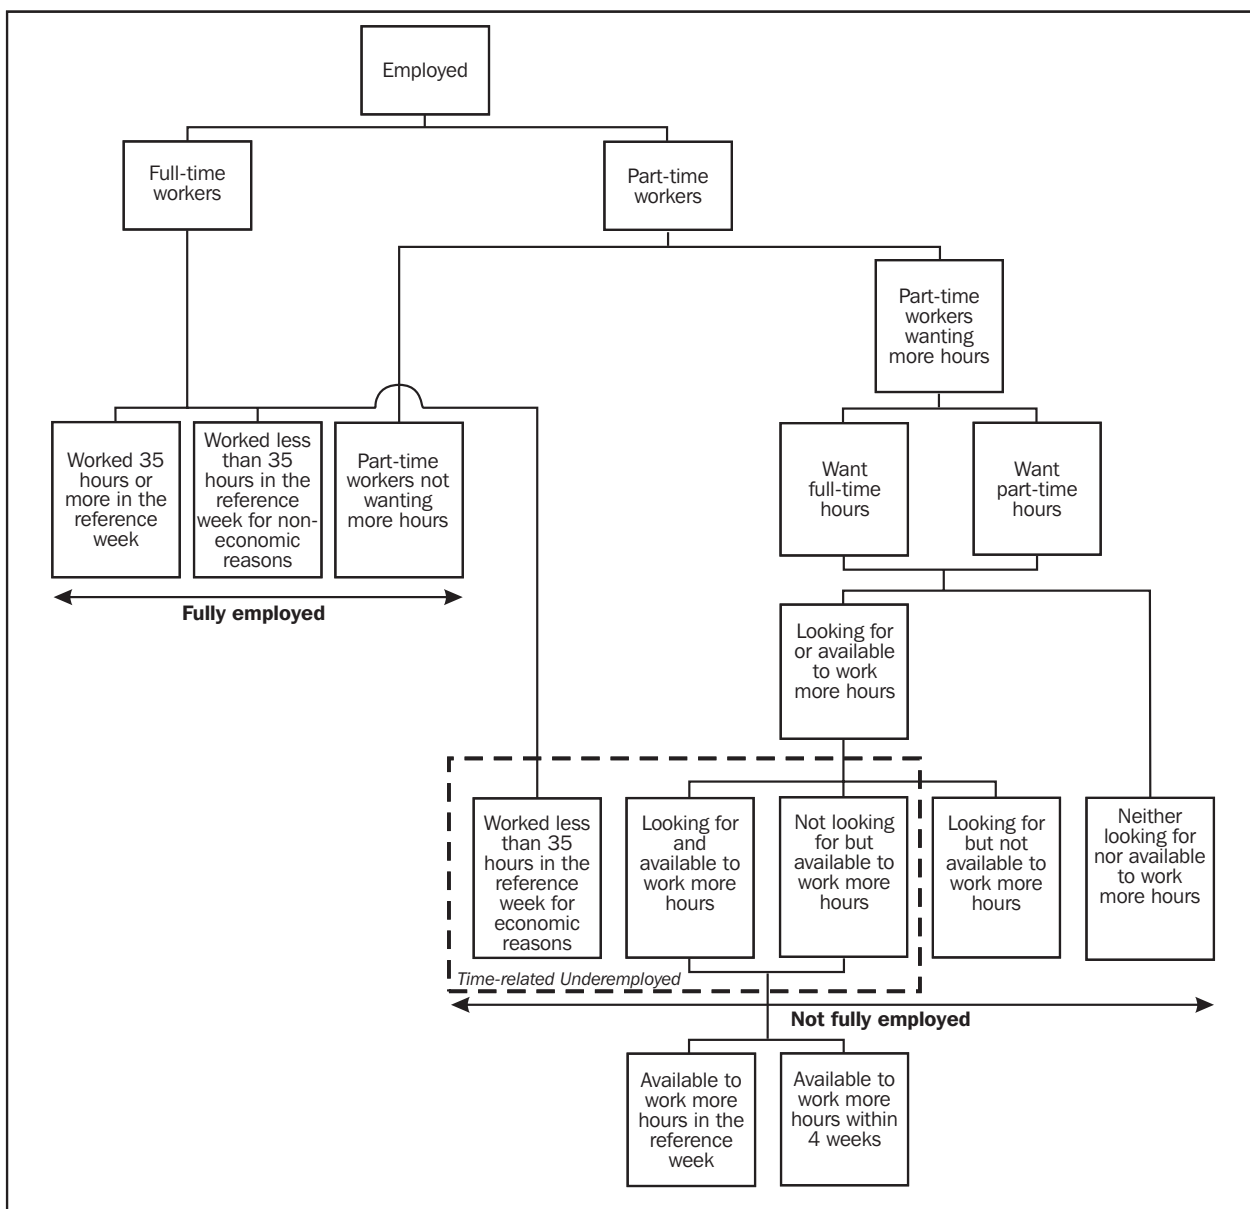 Employed
Full-time
workers
Part-time
workers
Part-time
workers
wanting
more hours
Worked 35
hours or
more in the
reference
week
Worked less
than 35
hours in the
reference
week for non-
economic
reasons
Part-time
workers not
wanting
more hours
Want
full-time
hours
Want
part-time
hours
Fully employed
Looking for
or available
to work
more hours
Worked less
than 35
hours in the
reference
week for
economic
reasons
Looking for
and
available to
work more
hours
Not looking
for but
available to
work more
hours
Looking for
but not
available to
work more
hours
Neither
looking for
nor available
to work
more hours
Time-related Underemployed
Not fully employed
Available to
work more
hours in the
reference
week
Available to
work more
hours within
4 weeks